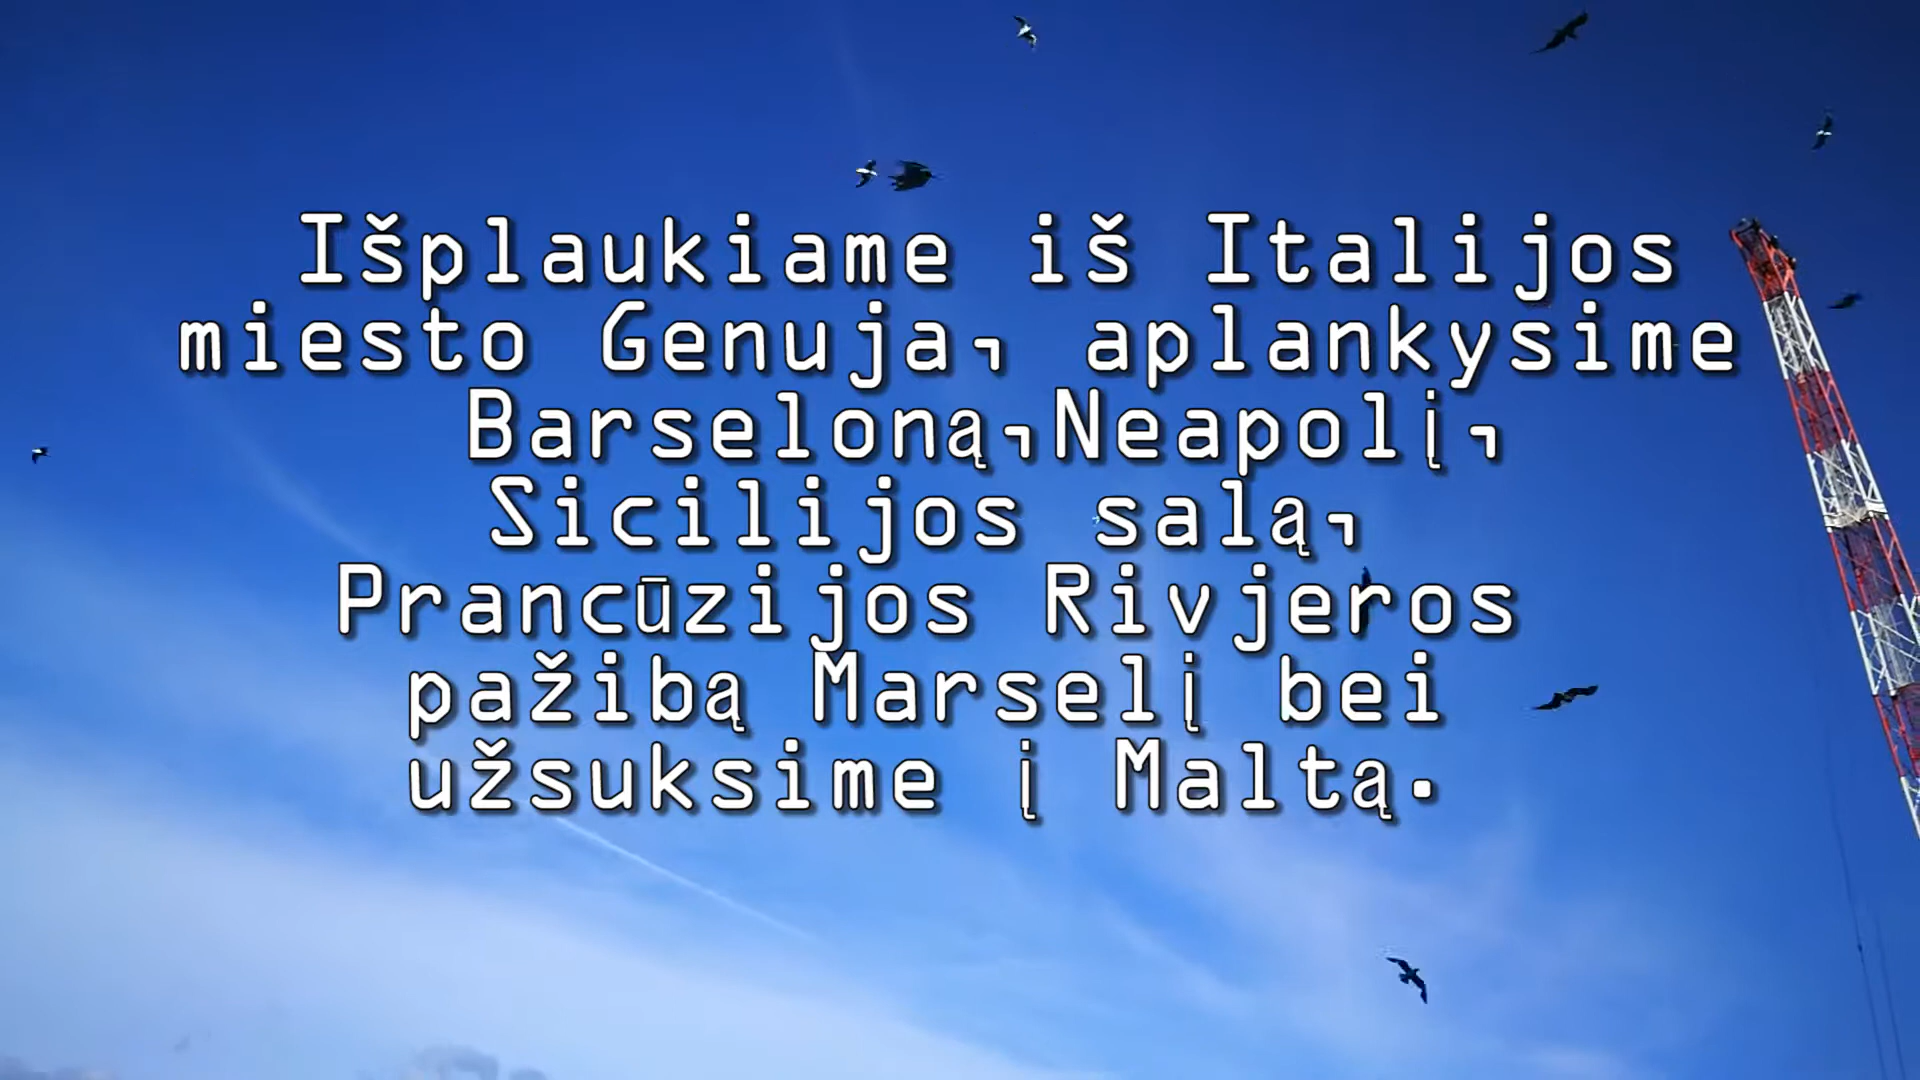 Išplaukiame iš Italijos
miesto Genuja, aplankysime
Barseloną,Neapolį,
Sicilijos salą,
Prancūzijos Rivjeros
pažibą Marselį bei
užsuksime į Maltą.